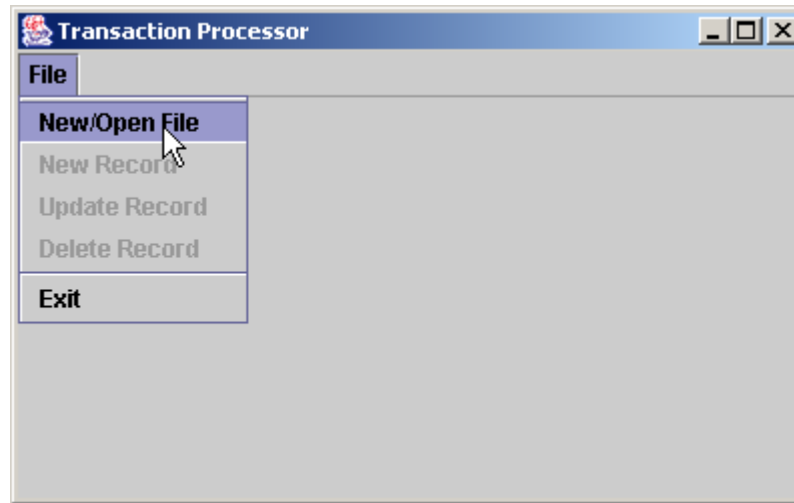 Transaction Processor
File
New/Open File
New Record
Update Record
Delete Record
Exit